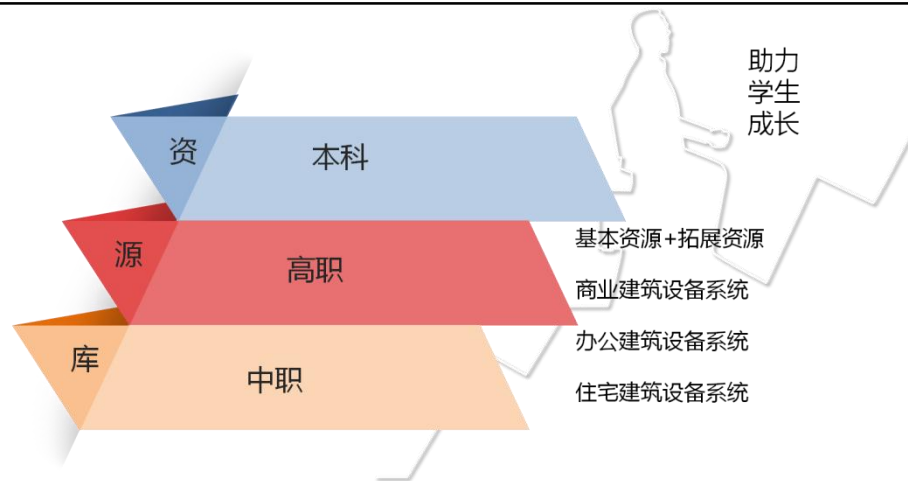 助力
学生
成长
资
本科
源
高职
库
中职
基本资源+拓展资源
商业建筑设备系统
办公建筑设备系统
住宅建筑设备系统